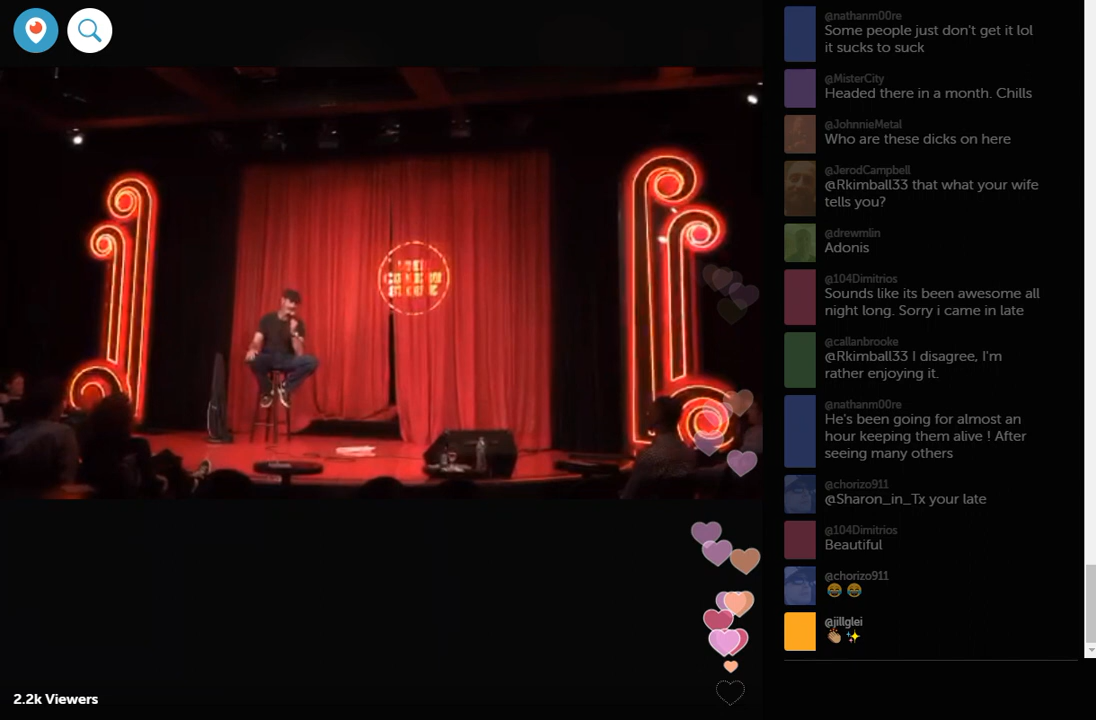 @nathanm00re
Some people just don't get it lol
it sucks to suck
@MisterCity
Headed there in a month. Chills
@JohnnieMetal
Who are these dicks on here
@JerodCampbell
@Rkimball33 that what your wife
tells you?
@drewmlin
Adonis
@104Dimitrios
Sounds like its been awesome all
night long. Sorry i came in late
@callanbrooke
@Rkimball33 I disagree, I'm
rather enjoying it.
@nathanm00re
He's been going for almost an
hour keeping them alive ! After
seeing many others
@chorizo911
@Sharon_in_Tx your late
@104Dimitrios
Beautiful
@chorizo911
😂 😂
@jillglei
👏🏽 ✨
2.2k Viewers